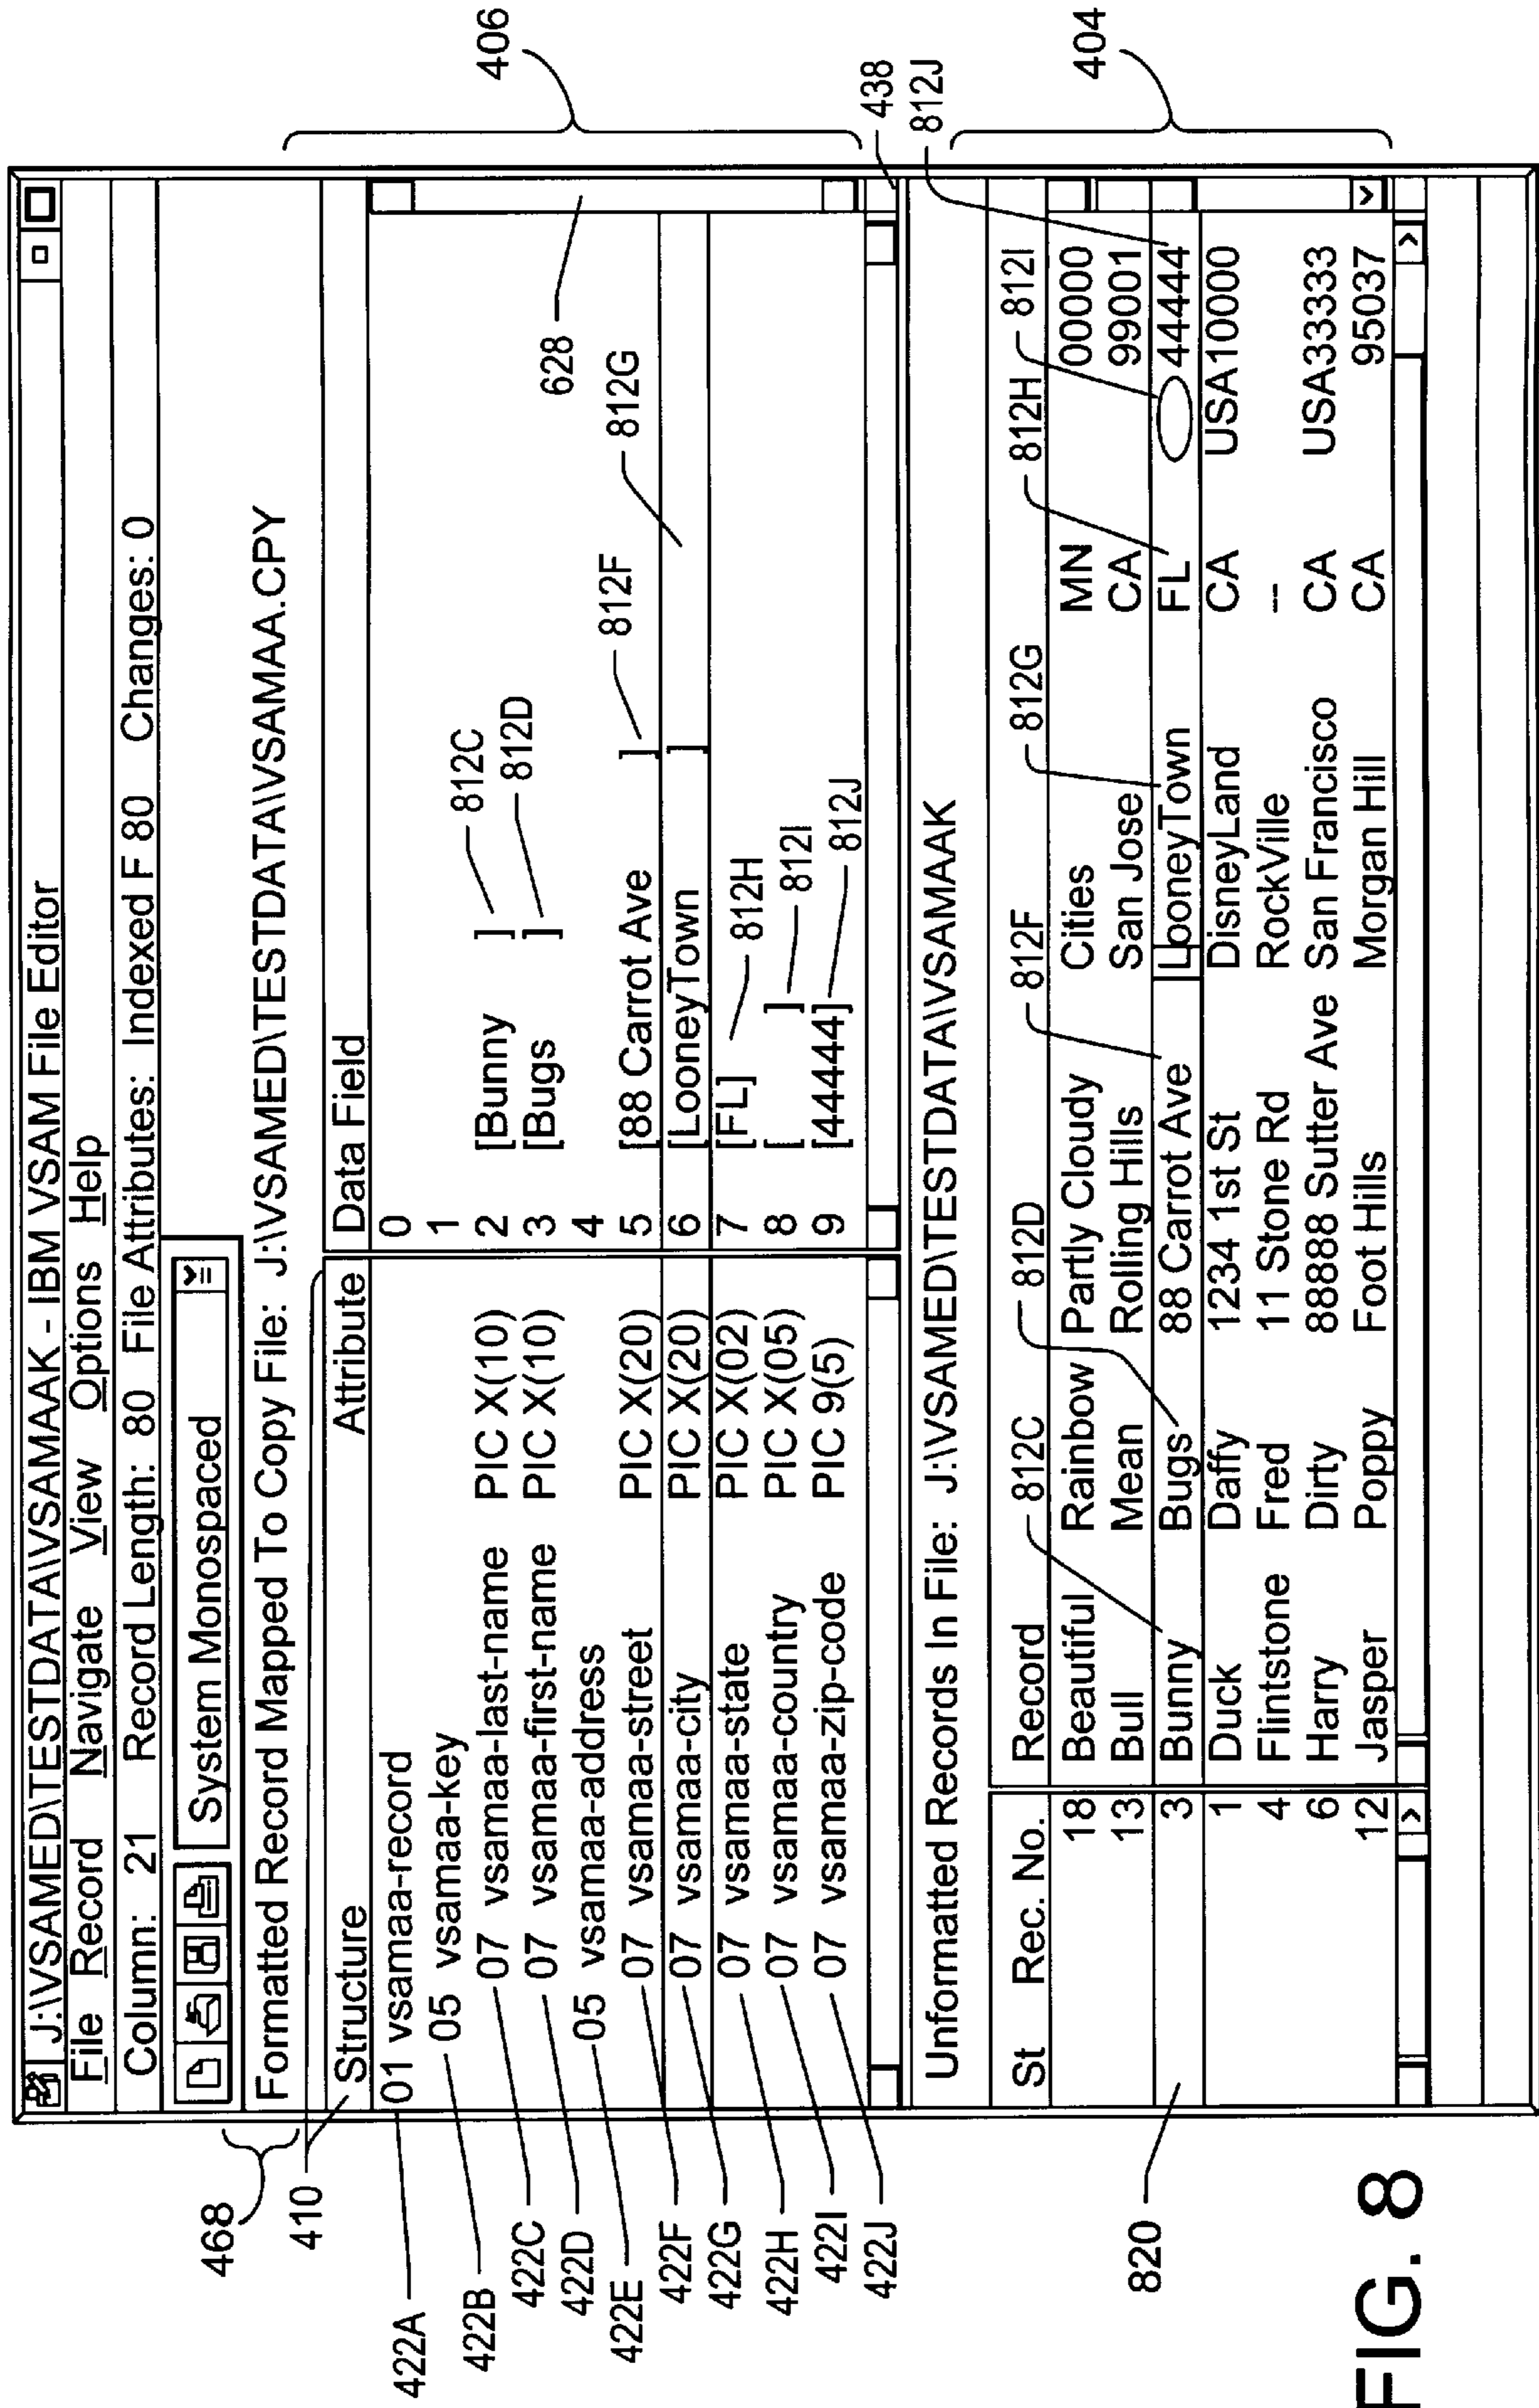 J:\VSAMED\TESTDATA\VSAMAAK - IBM VSAM File Editor
File Record Navigate View Options Help
Column: 21 Record Length: 80 File Attributes: Indexed F 80 Changes: 0
System Monospaced
468
Formatted Record Mapped To Copy File: J:\VSAMED\TESTDATA\VSAMAA.CPY
410
Structure Attribute Data Field
406
422A 01 vsamaa-record 0
422B 05 vsamaa-key 1
422C 07 vsamaa-last-name PIC X(10) 2 [Bunny ] 812C
422D 07 vsamaa-first-name PIC X(10) 3 [Bugs ] 812D
628
422E 05 vsamaa-address 4
422F 07 vsamaa-street PIC X(20) 5 [88 Carrot Ave ] 812F
422G 07 vsamaa-city PIC X(20) 6 [LooneyTown ] 812G
422H 07 vsamaa-state PIC X(02) 7 [FL] 812H
422I 07 vsamaa-country PIC X(05) 8 [ ] 812I
422J 07 vsamaa-zip-code PIC 9(5) 9 [44444] 812J
438
Unformatted Records In File: J:\VSAMED\TESTDATA\VSAMAAK
812J
812C 812D 812F 812G 812H 812I
St Rec. No. Record
404
18 Beautiful Rainbow Partly Cloudy Cities MN 00000
13 Bull Mean Rolling Hills San Jose CA 99001
820 3 Bunny Bugs 88 Carrot Ave LooneyTown FL 44444
1 Duck Daffy 1234 1st St DisneyLand CA USA10000
4 Flintstone Fred 11 Stone Rd RockVille --
6 Harry Dirty 88888 Sutter Ave San Francisco CA USA33333
12 Jasper Poppy Foot Hills Morgan Hill CA 95037
FIG. 8